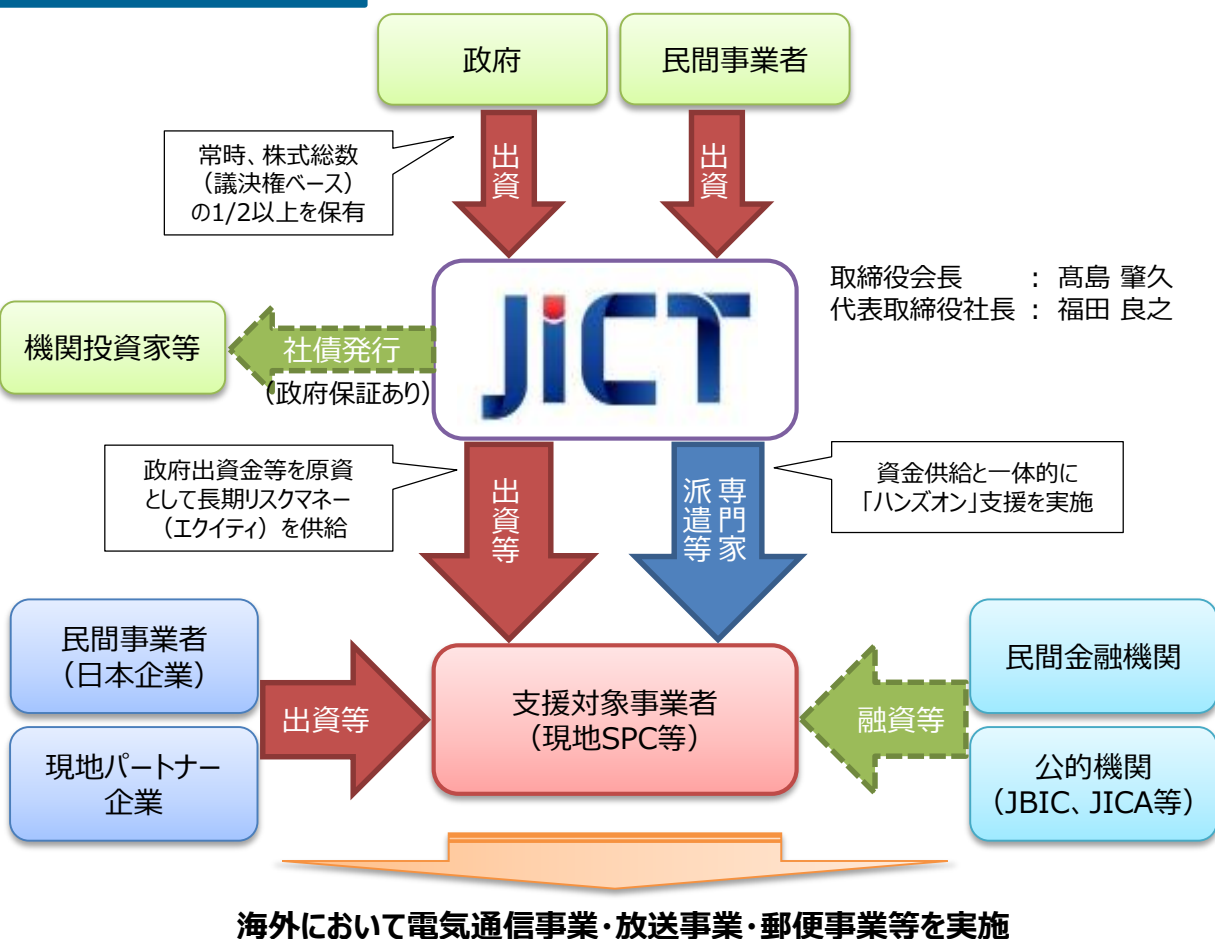 政府
民間事業者
常時、株式総数
（議決権ベース）
の1/2以上を保有
出資
出資
JICT
取締役会長　　：　髙島 肇久
代表取締役社長：　福田 良之
機関投資家等
社債発行
（政府保証あり）
政府出資金等を原資
として長期リスクマネー
（エクイティ）を供給
出資等
専門家
派遣等
資金供給と一体的に
「ハンズオン」支援を実施
民間事業者
（日本企業）
現地パートナー
企業
出資等
支援対象事業者
（現地SPC等）
融資等
民間金融機関
公的機関
（JBIC、JICA等）
海外において電気通信事業・放送事業・郵便事業等を実施